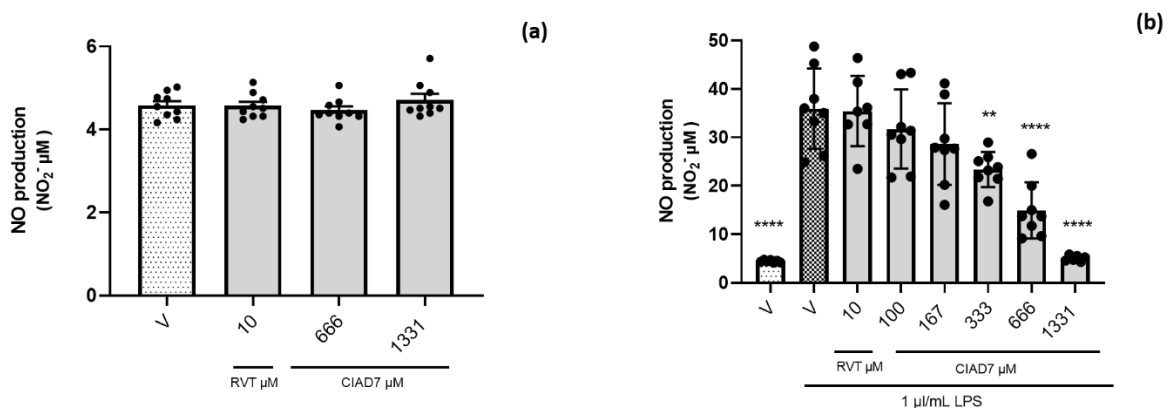 (a)
NO production
(NO2- µM )
6
4
2
0
V
10
666
1331
RVT µM
CIAD7 µM
(b)
NO production
(NO2- µM )
50
40
30
20
10
0
****
**
****
****
V
V
10
100
167
333
666
1331
RVT µM
CIAD7 µM
1 µl/mL LPS